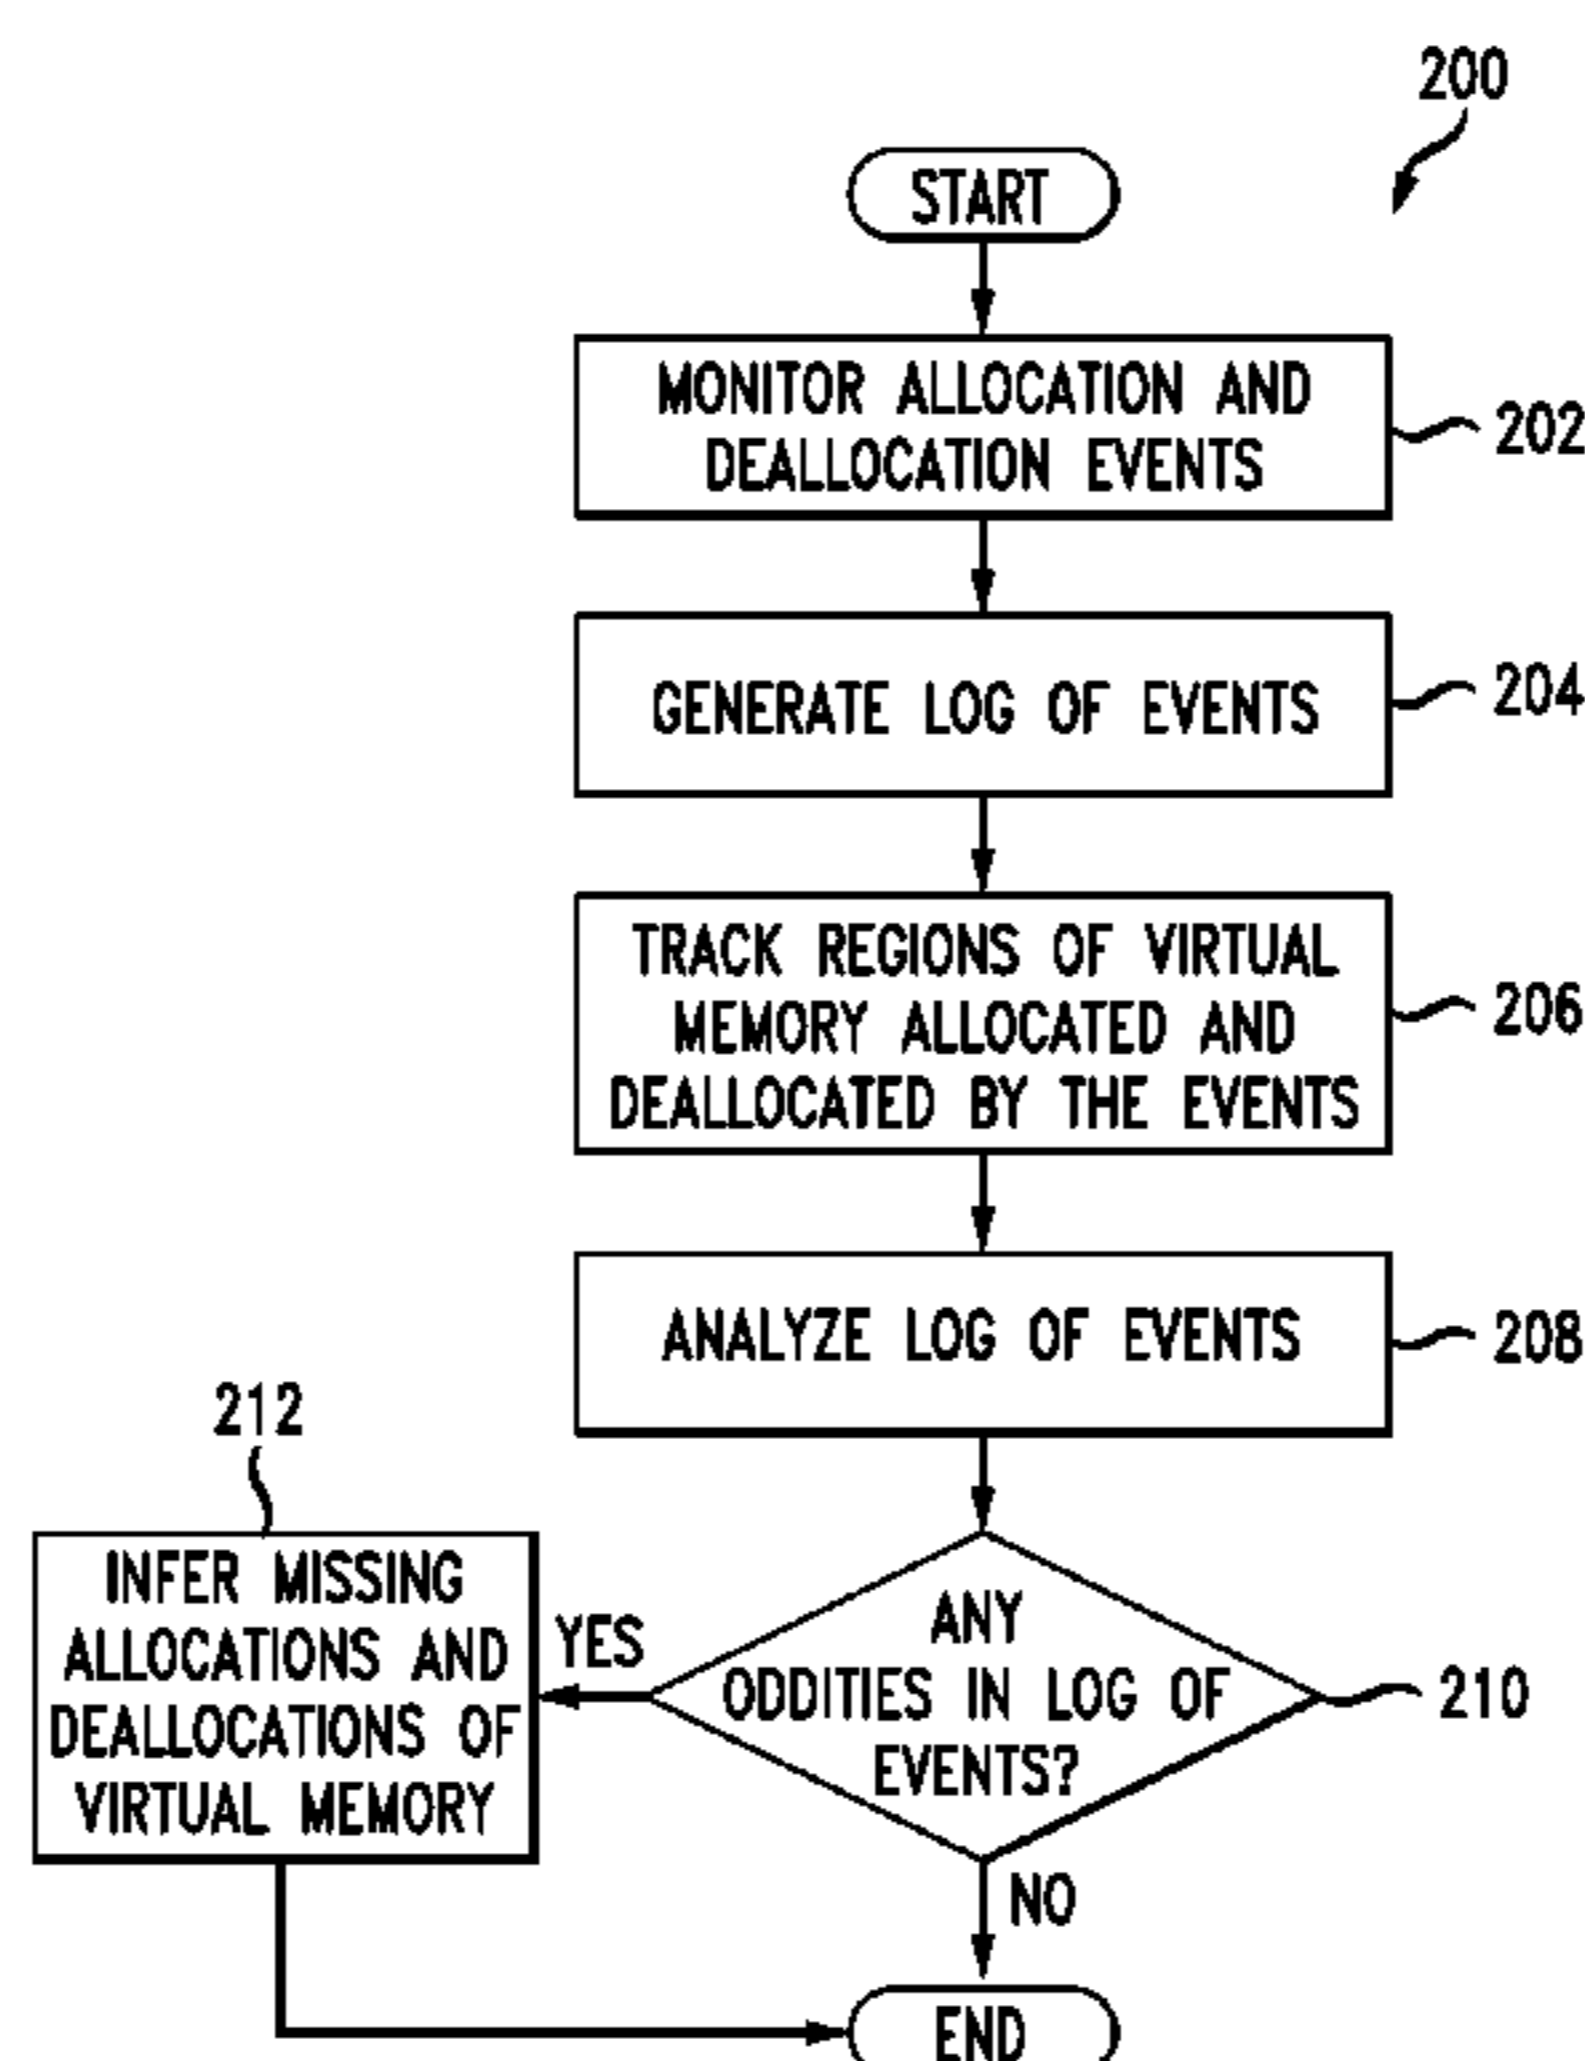 200
START
MONITOR ALLOCATION AND
DEALLOCATION EVENTS
202
GENERATE LOG OF EVENTS
204
TRACK REGIONS OF VIRTUAL
MEMORY ALLOCATED AND
DEALLOCATED BY THE EVENTS
206
ANALYZE LOG OF EVENTS
208
212
INFER MISSING
ALLOCATIONS AND
DEALLOCATIONS OF
VIRTUAL MEMORY
YES
ANY
ODDITIES IN LOG OF
EVENTS?
210
NO
END